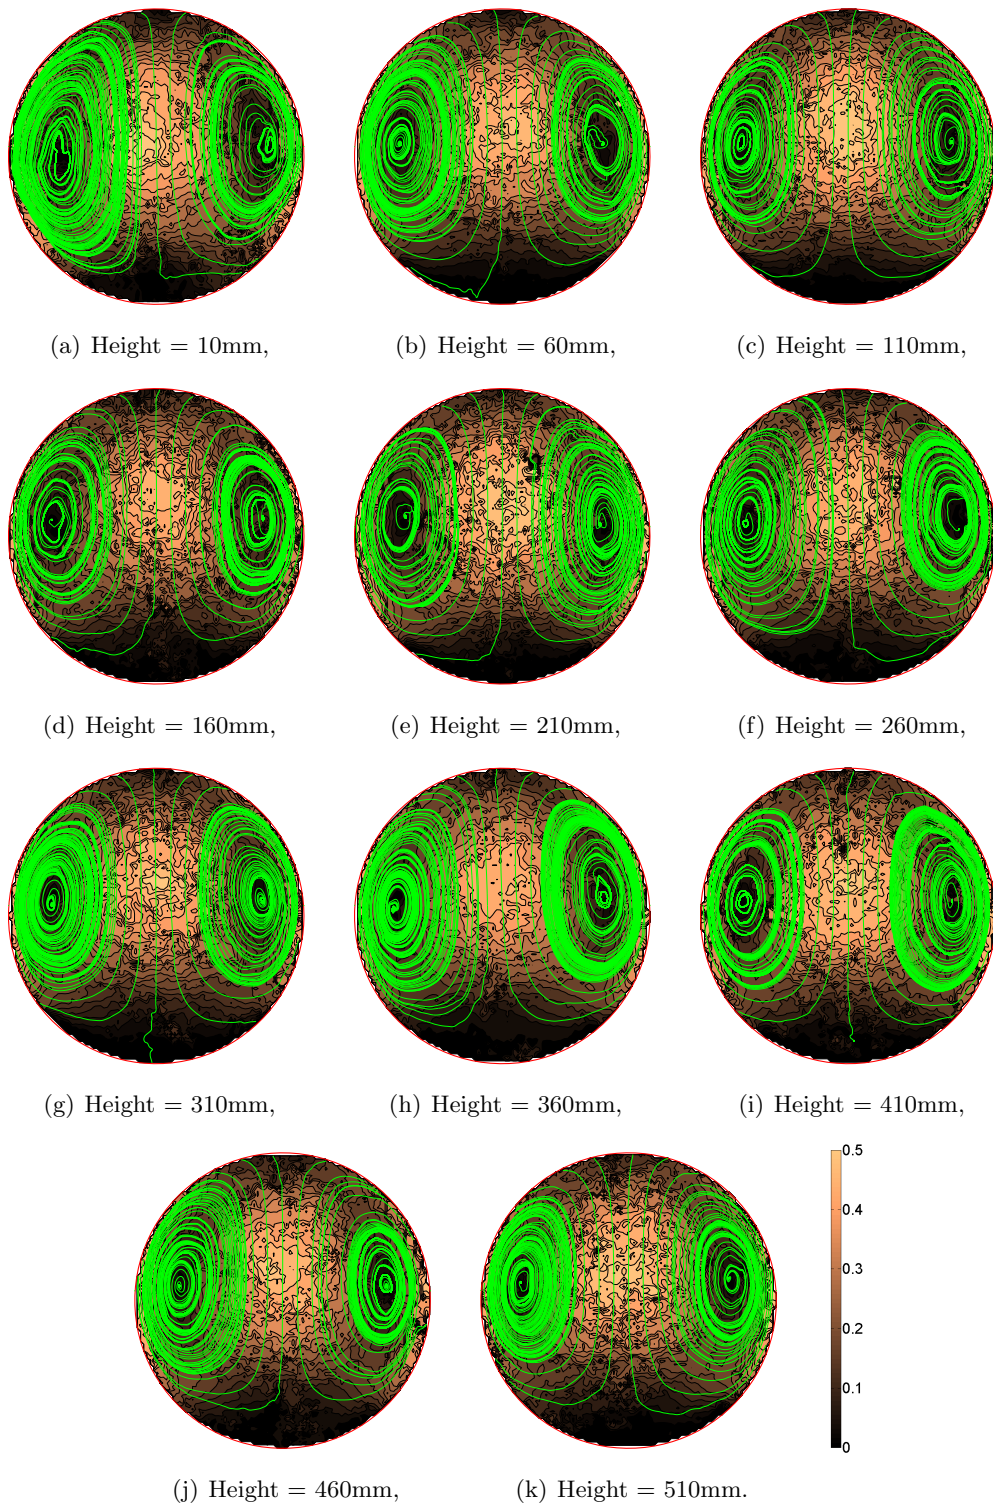 (a) Height = 10mm,
(b) Height = 60mm,
(c) Height = 110mm,
(d) Height = 160mm,
(e) Height = 210mm,
(f) Height = 260mm,
(g) Height = 310mm,
(h) Height = 360mm,
(i) Height = 410mm,
0.5
0.4
0.3
0.2
0.1
0
(j) Height = 460mm,
(k) Height = 510mm.